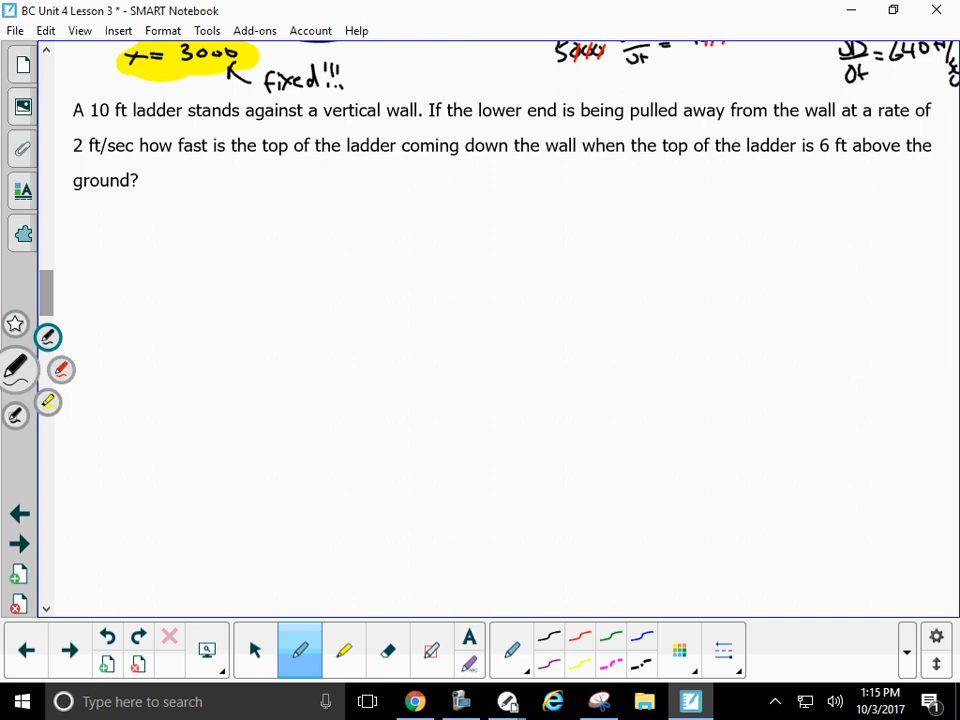 BC Unit 4 Lesson 3 * - SMART Notebook
File Edit View Insert Format Tools Add-ons Account Help
x = 3000
fixed!!!
A 10 ft ladder stands against a vertical wall. If the lower end is being pulled away from the wall at a rate of
2 ft/sec how fast is the top of the ladder coming down the wall when the top of the ladder is 6 ft above the
ground?
A
Type here to search
1:15 PM
10/3/2017
1